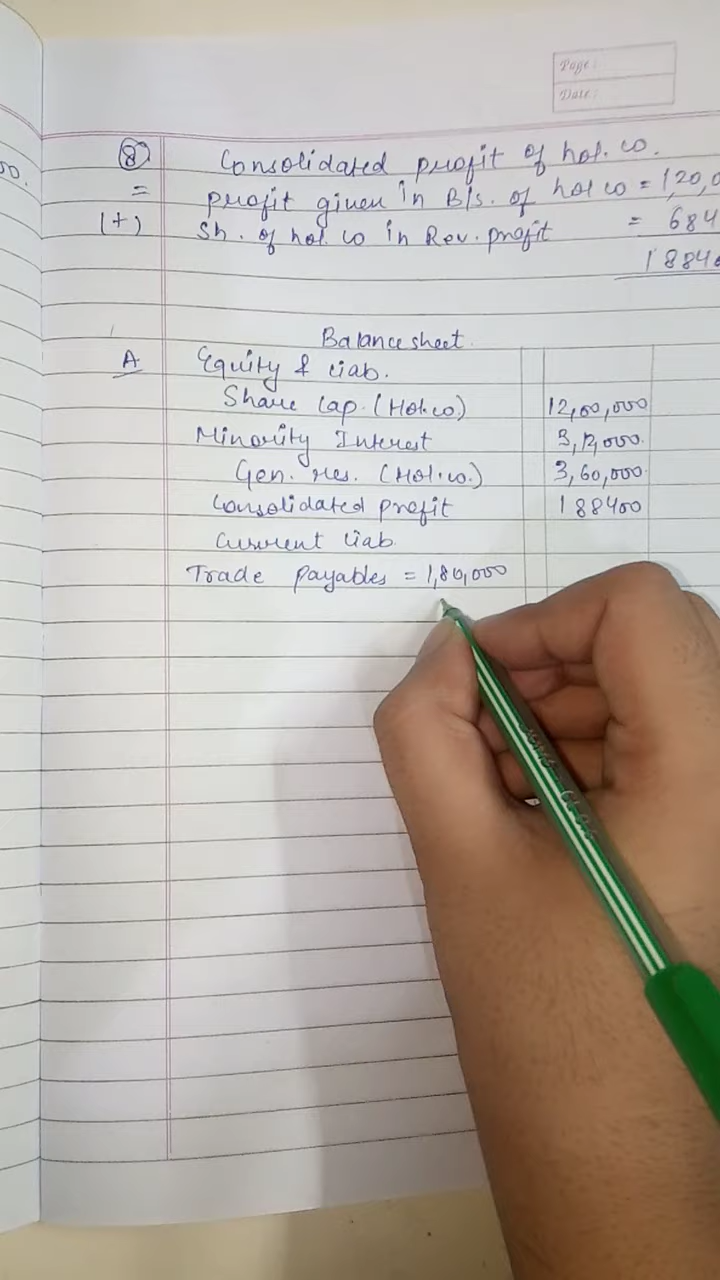 Page:
Date:
00.
8 Consolidated profit of hol. co.
= profit given in B/s. of hol co = 1,20,0
(+) Sh. of hol. co in Rev. profit = 684
1884
Balance sheet.
A. Equity & Liab.
Share Cap. (Hol.co.) 12,00,000
Minority Interest 3,12,000.
Gen. res. (Hol.co.) 3,60,000.
Consolidated profit 188400
Current Liab.
Trade Payables = 1,80,000